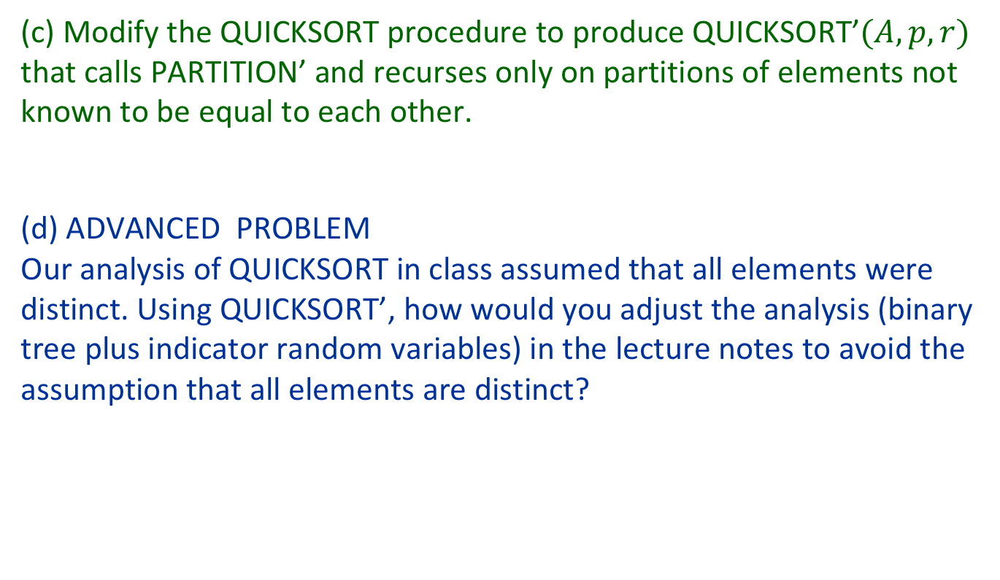 (c) Modify the QUICKSORT procedure to produce QUICKSORT’(A, p, r)
that calls PARTITION’ and recurses only on partitions of elements not
known to be equal to each other.
(d) ADVANCED  PROBLEM
Our analysis of QUICKSORT in class assumed that all elements were
distinct. Using QUICKSORT’, how would you adjust the analysis (binary
tree plus indicator random variables) in the lecture notes to avoid the
assumption that all elements are distinct?